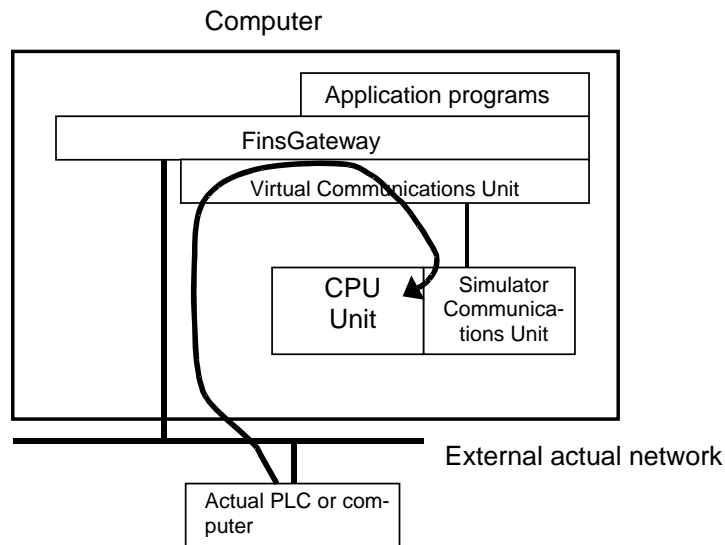 Computer
Application programs
FinsGateway
Virtual Communications Unit
CPU
Unit
Simulator
Communica-
tions Unit
External actual network
Actual PLC or com-
puter